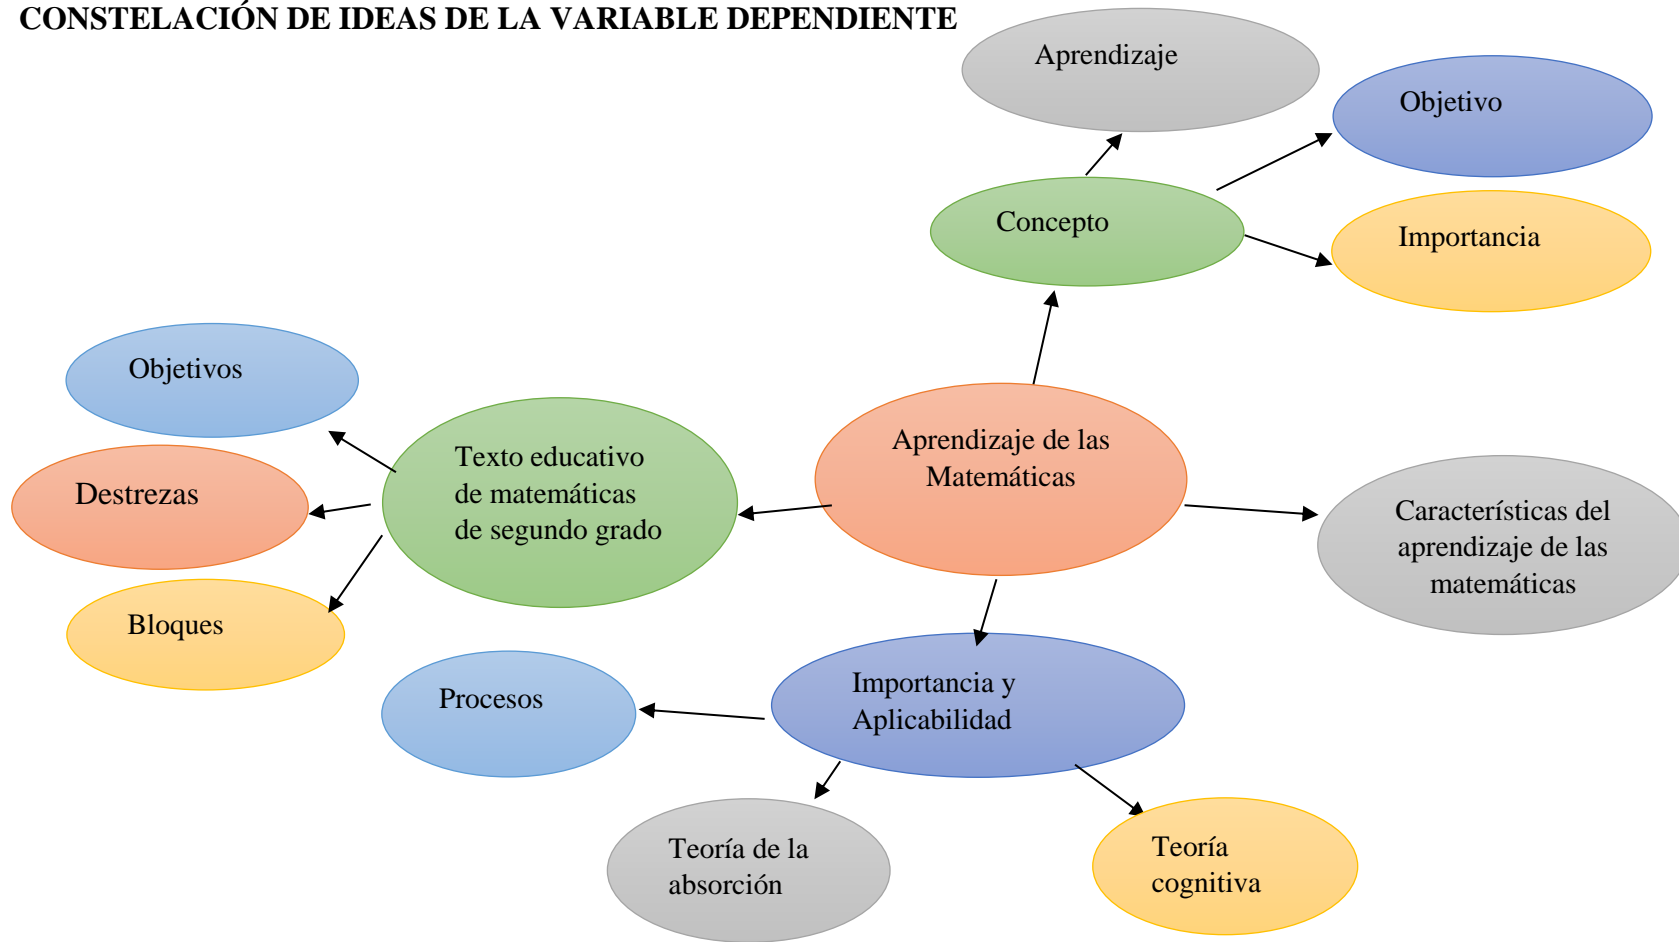 CONSTELACIÓN DE IDEAS DE LA VARIABLE DEPENDIENTE
Aprendizaje
Objetivo
Concepto
Importancia
Objetivos
Destrezas
Bloques
Texto educativo
de matemáticas
de segundo grado
Aprendizaje de las
Matemáticas
Características del
aprendizaje de las
matemáticas
Importancia y
Aplicabilidad
Procesos
Teoría de la
absorción
Teoría
cognitiva